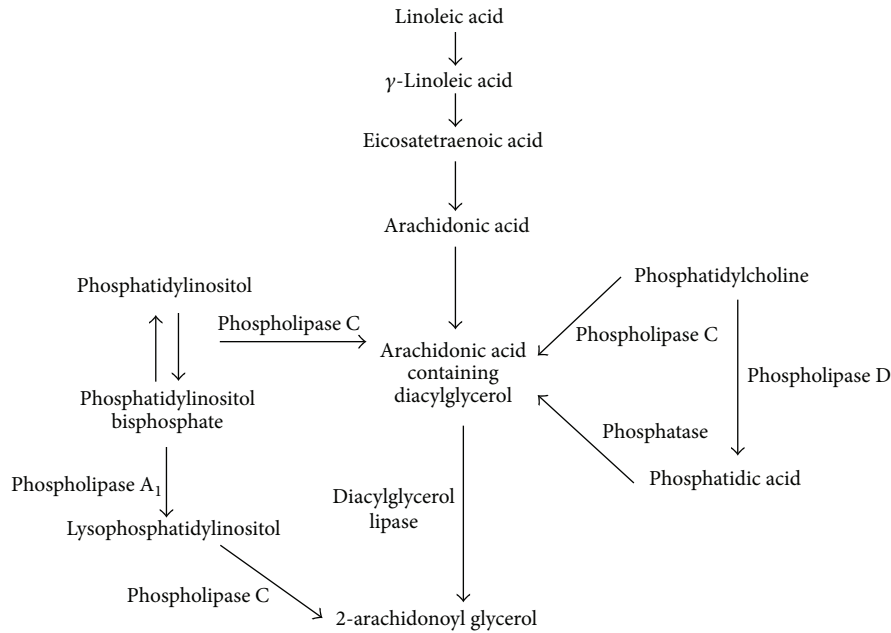 Linoleic acid
γ-Linoleic acid
Eicosatetraenoic acid
Arachidonic acid
Phosphatidylinositol
Phosphatidylcholine
Phospholipase C
Phospholipase C
Arachidonic acid
containing
diacylglycerol
Phospholipase D
Phosphatidylinositol
bisphosphate
Phosphatase
Phospholipase A₁
Phosphatidic acid
Diacylglycerol
lipase
Lysophosphatidylinositol
Phospholipase C
2-arachidonoyl glycerol